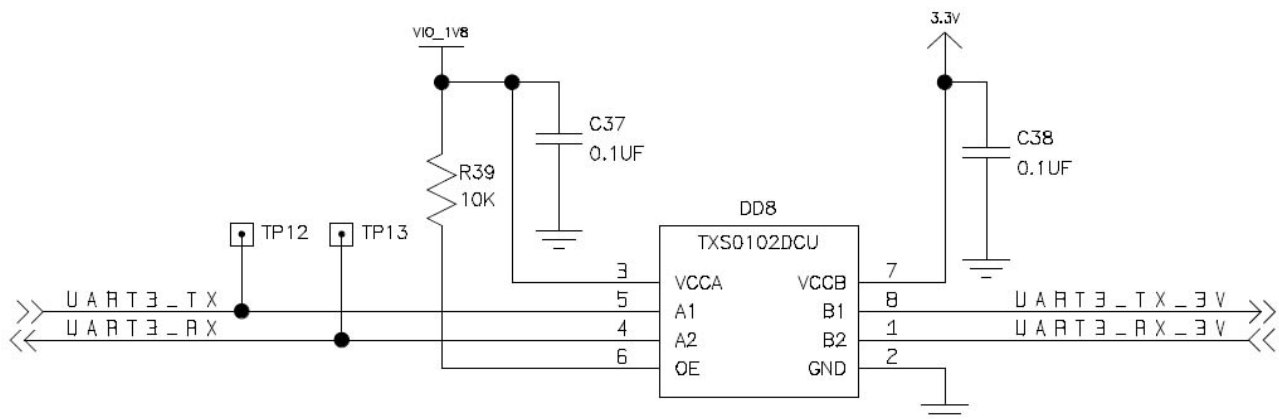 VIO_1V8
3.3V
C37
0.1UF
C38
0.1UF
R39
10K
DD8
TP12
TP13
TXS0102DCU
3
VCCA
VCCB
7
UART3_TX
5
A1
B1
8
UART3_TX_3V
UART3_RX
4
A2
B2
1
UART3_RX_3V
6
OE
GND
2